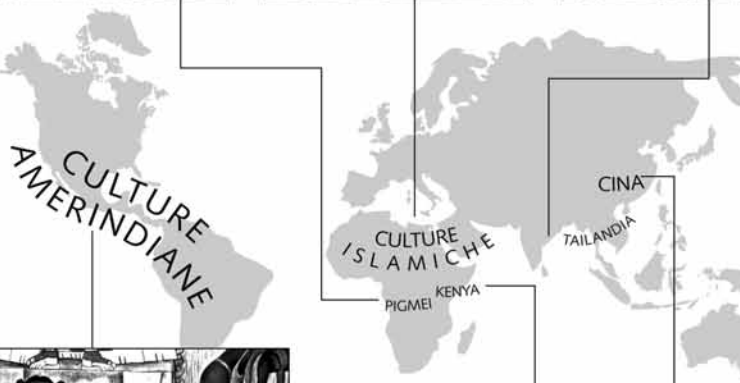 CULTURE
AMERINDIANE
CULTURE
ISLAMICHE
PIGMEI
KENYA
CINA
TAILANDIA